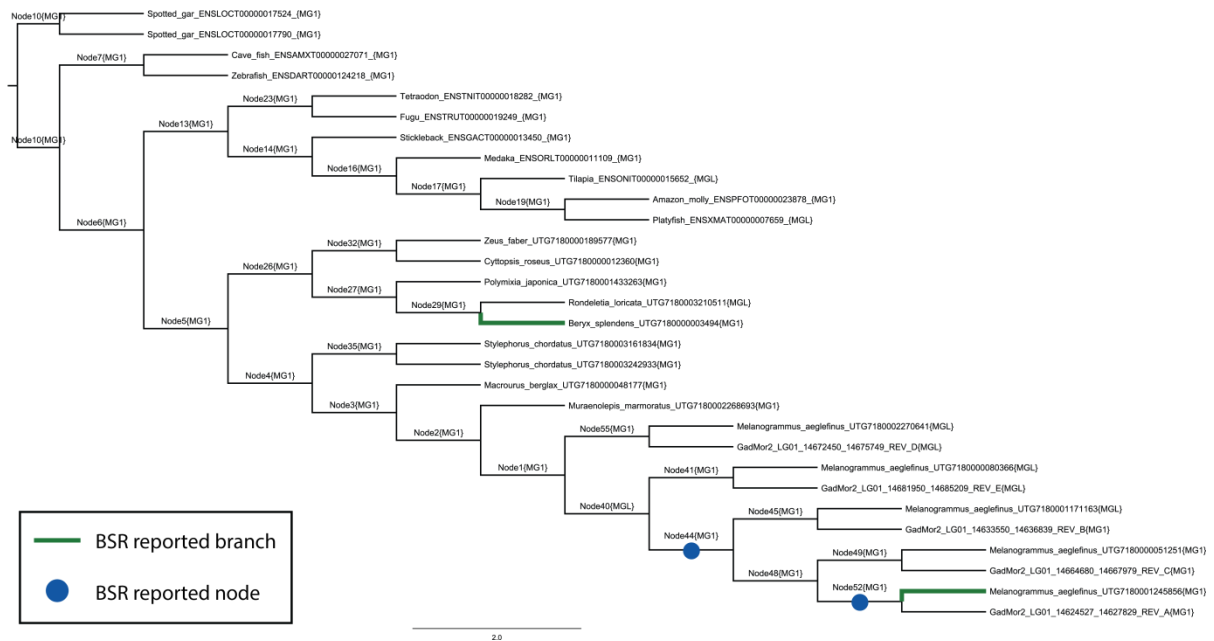 Spotted_gar_ENSLOCT00000017524_{MG1}
Node10{MG1}
Spotted_gar_ENSLOCT00000017790_{MG1}
Cave_fish_ENSAMXT00000027071_{MG1}
Node7{MG1}
Zebrafish_ENSDART00000124218_{MG1}
Tetraodon_ENSTNIT00000018282_{MG1}
Node23{MG1}
Fugu_ENSTRUT00000019249_{MG1}
Node13{MG1}
Node10{MG1}
Stickleback_ENSGACT00000013450_{MG1}
Node14{MG1}
Medaka_ENSORLT00000011109_{MG1}
Node16{MG1}
Tilapia_ENSONIT00000015652_{MGL}
Node17{MG1}
Amazon_molly_ENSPFOT00000023878_{MG1}
Node19{MG1}
Platyfish_ENSXMAT00000007659_{MGL}
Node6{MG1}
Zeus_faber_UTG7180000189577{MG1}
Node32{MG1}
Cyttopsis_roseus_UTG7180000012360{MG1}
Node26{MG1}
Polymixia_japonica_UTG7180001433263{MG1}
Node27{MG1}
Rondeletia_loricata_UTG7180003210511{MGL}
Node29{MG1}
Beryx_splendens_UTG7180000003494{MG1}
Node5{MG1}
Stylephorus_chordatus_UTG7180003161834{MG1}
Node35{MG1}
Stylephorus_chordatus_UTG7180003242933{MG1}
Node4{MG1}
Macrourus_berglax_UTG7180000048177{MG1}
Node3{MG1}
Muraenolepis_marmoratus_UTG7180002268693{MG1}
Node2{MG1}
Melanogrammus_aeglefinus_UTG7180002270641{MGL}
Node55{MG1}
GadMor2_LG01_14672450_14675749_REV_D{MGL}
Node1{MG1}
Melanogrammus_aeglefinus_UTG7180000080366{MGL}
Node41{MG1}
GadMor2_LG01_14681950_14685209_REV_E{MGL}
Node40{MGL}
Melanogrammus_aeglefinus_UTG7180001171163{MGL}
Node45{MG1}
GadMor2_LG01_14633550_14636839_REV_B{MG1}
Node44{MG1}
Melanogrammus_aeglefinus_UTG7180000051251{MG1}
Node49{MG1}
GadMor2_LG01_14664680_14667979_REV_C{MG1}
Node48{MG1}
Melanogrammus_aeglefinus_UTG7180001245856{MG1}
Node52{MG1}
GadMor2_LG01_14624527_14627829_REV_A{MG1}
BSR reported branch
BSR reported node
2.0